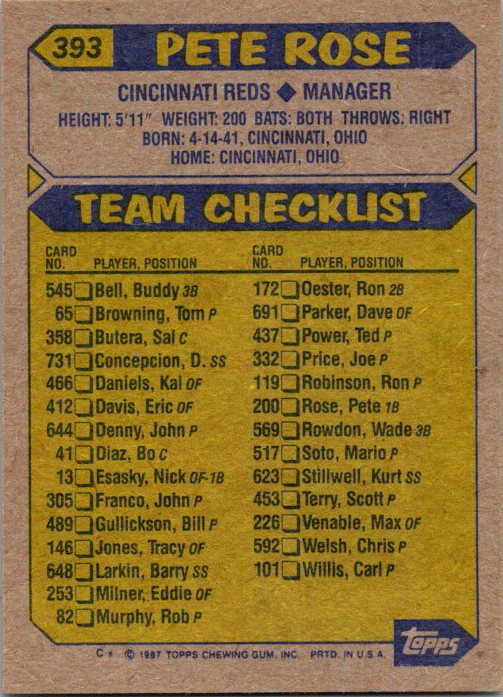 393 PETE ROSE
CINCINNATI REDS ◆ MANAGER
HEIGHT: 5'11" WEIGHT: 200 BATS: BOTH THROWS: RIGHT
BORN: 4-14-41, CINCINNATI, OHIO
HOME: CINCINNATI, OHIO
TEAM CHECKLIST
CARD NO. PLAYER, POSITION
545 Bell, Buddy 3B
65 Browning, Tom P
358 Butera, Sal C
731 Concepcion, D. SS
466 Daniels, Kal OF
412 Davis, Eric OF
644 Denny, John P
41 Diaz, Bo C
13 Esasky, Nick OF-1B
305 Franco, John P
489 Gullickson, Bill P
146 Jones, Tracy OF
648 Larkin, Barry SS
253 Milner, Eddie OF
82 Murphy, Rob P
CARD NO. PLAYER, POSITION
172 Oester, Ron 2B
691 Parker, Dave OF
437 Power, Ted P
332 Price, Joe P
119 Robinson, Ron P
200 Rose, Pete 1B
569 Rowdon, Wade 3B
517 Soto, Mario P
623 Stillwell, Kurt SS
453 Terry, Scott P
226 Venable, Max OF
592 Welsh, Chris P
101 Willis, Carl P
C * © 1987 TOPPS CHEWING GUM, INC. PRTD. IN U.S.A.
Topps